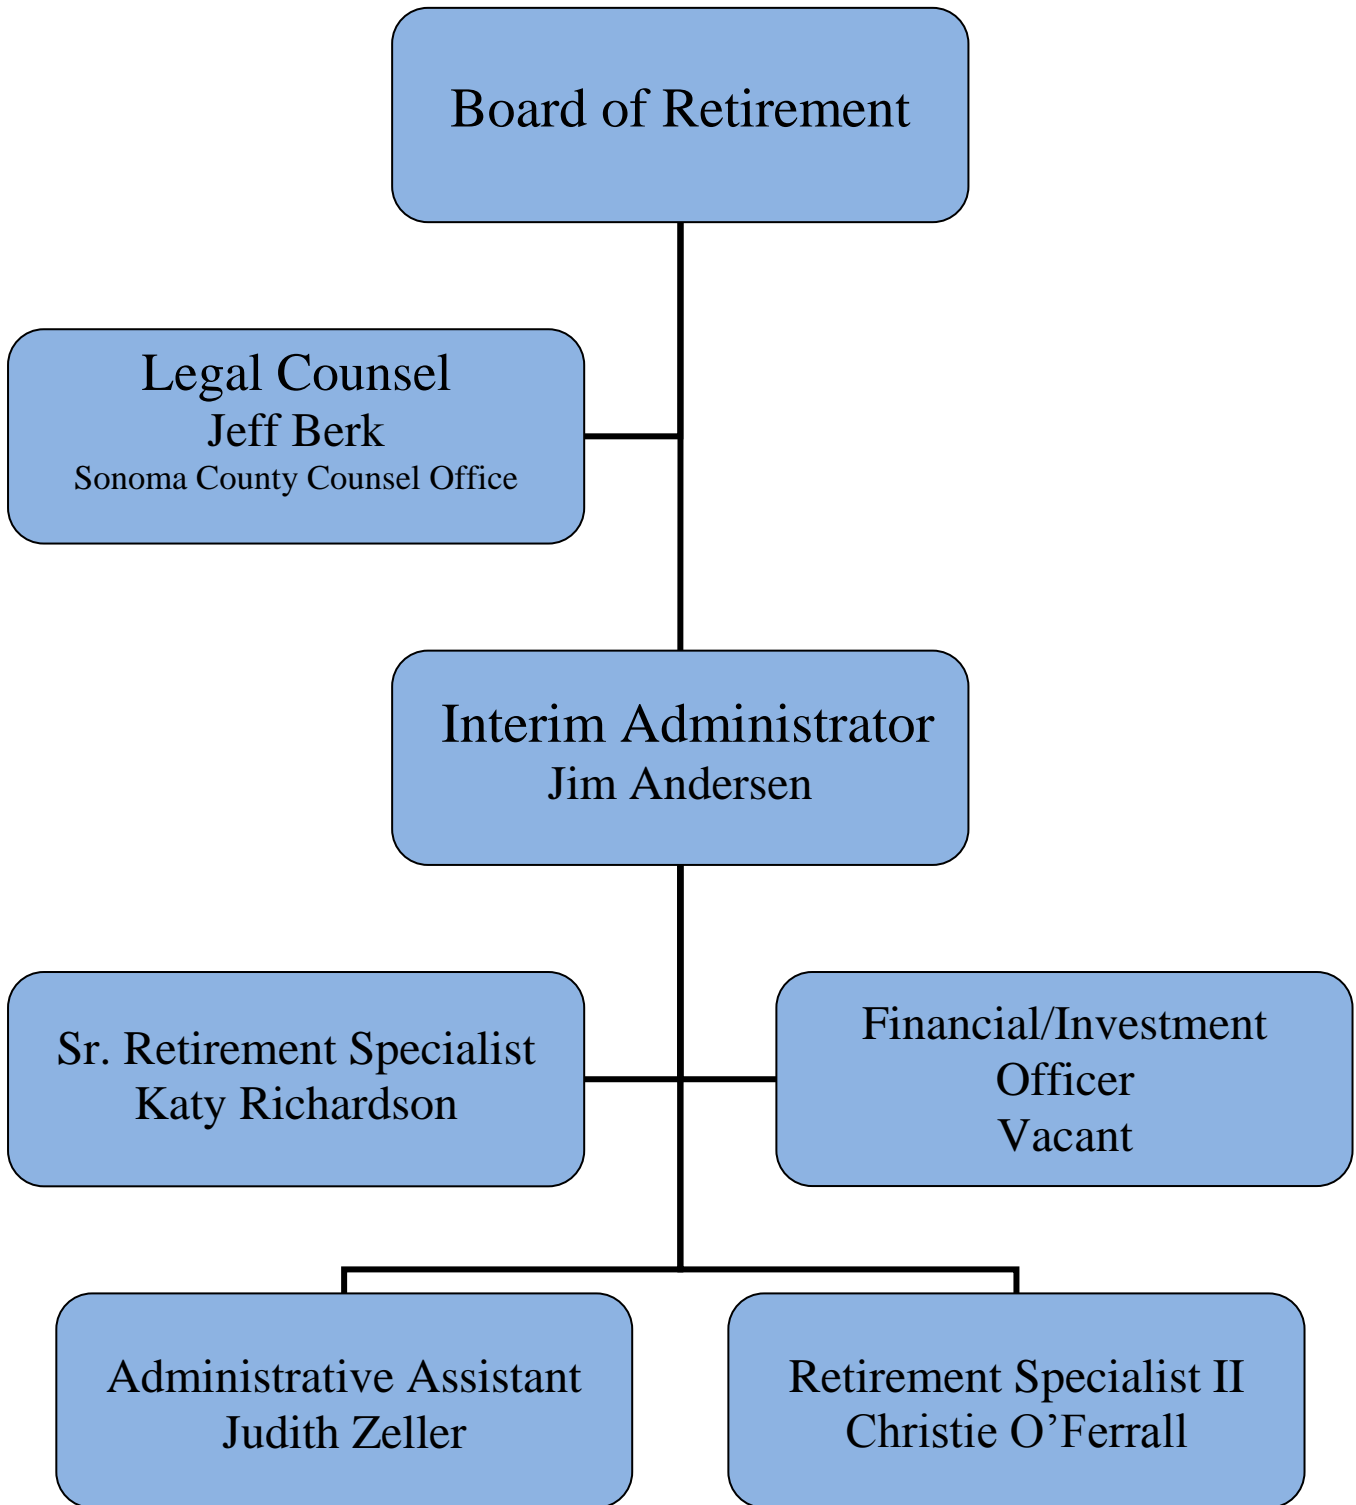 Board of Retirement
Legal Counsel
Jeff Berk
Sonoma County Counsel Office
Interim Administrator
Jim Andersen
Sr. Retirement Specialist
Katy Richardson
Financial/Investment
Officer
Vacant
Administrative Assistant
Judith Zeller
Retirement Specialist II
Christie O’Ferrall